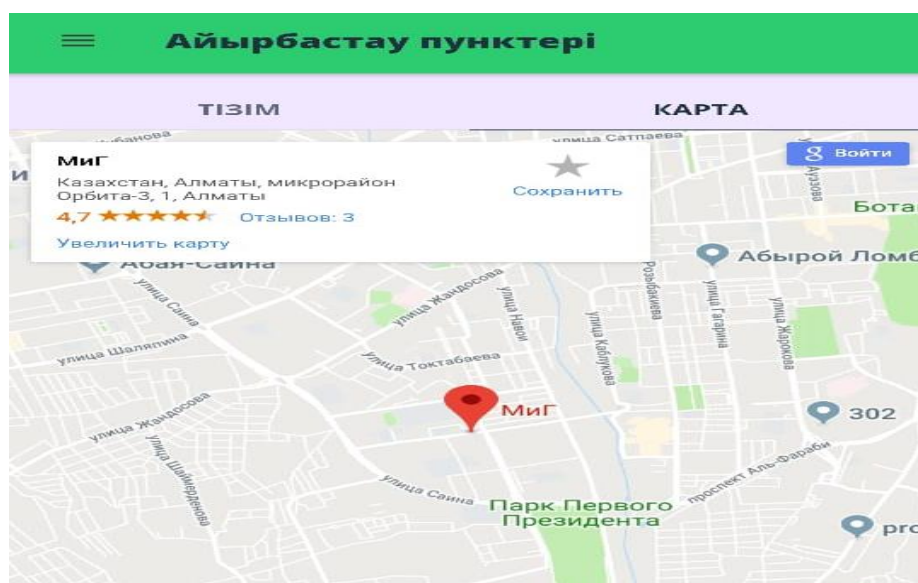 Айырбастау пунктері
ТІЗІМ
КАРТА
улица Сатпаева
МиГ
Казахстан, Алматы, микрорайон
Орбита-3, 1, Алматы
4,7
Отзывов: 3
Увеличить карту
Сохранить
Войти
Ауэзова
Бота
Абая-Саина
Абырой Ломб
улица Саина
улица Жандосова
улица Навои
Розыбакиева
улица Гагарина
улица Жарокова
улица Каблукова
улица Шаляпина
улица Токтабаева
МиГ
302
улица Жандосова
улица Шаймерденова
проспект Аль-Фараби
улица Саина
Парк Первого
Президента
pro